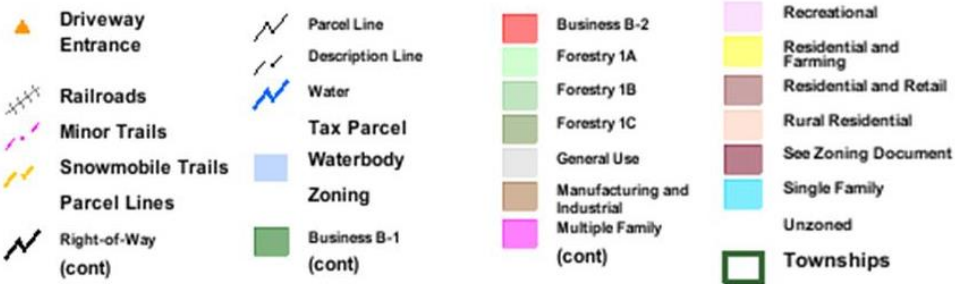 Driveway
Entrance
Railroads
Minor Trails
Snowmobile Trails
Parcel Lines
Right-of-Way
(cont)
Parcel Line
Description Line
Water
Tax Parcel
Waterbody
Zoning
Business B-1
(cont)
Business B-2
Forestry 1A
Forestry 1B
Forestry 1C
General Use
Manufacturing and
Industrial
Multiple Family
(cont)
Recreational
Residential and
Farming
Residential and Retail
Rural Residential
See Zoning Document
Single Family
Unzoned
Townships